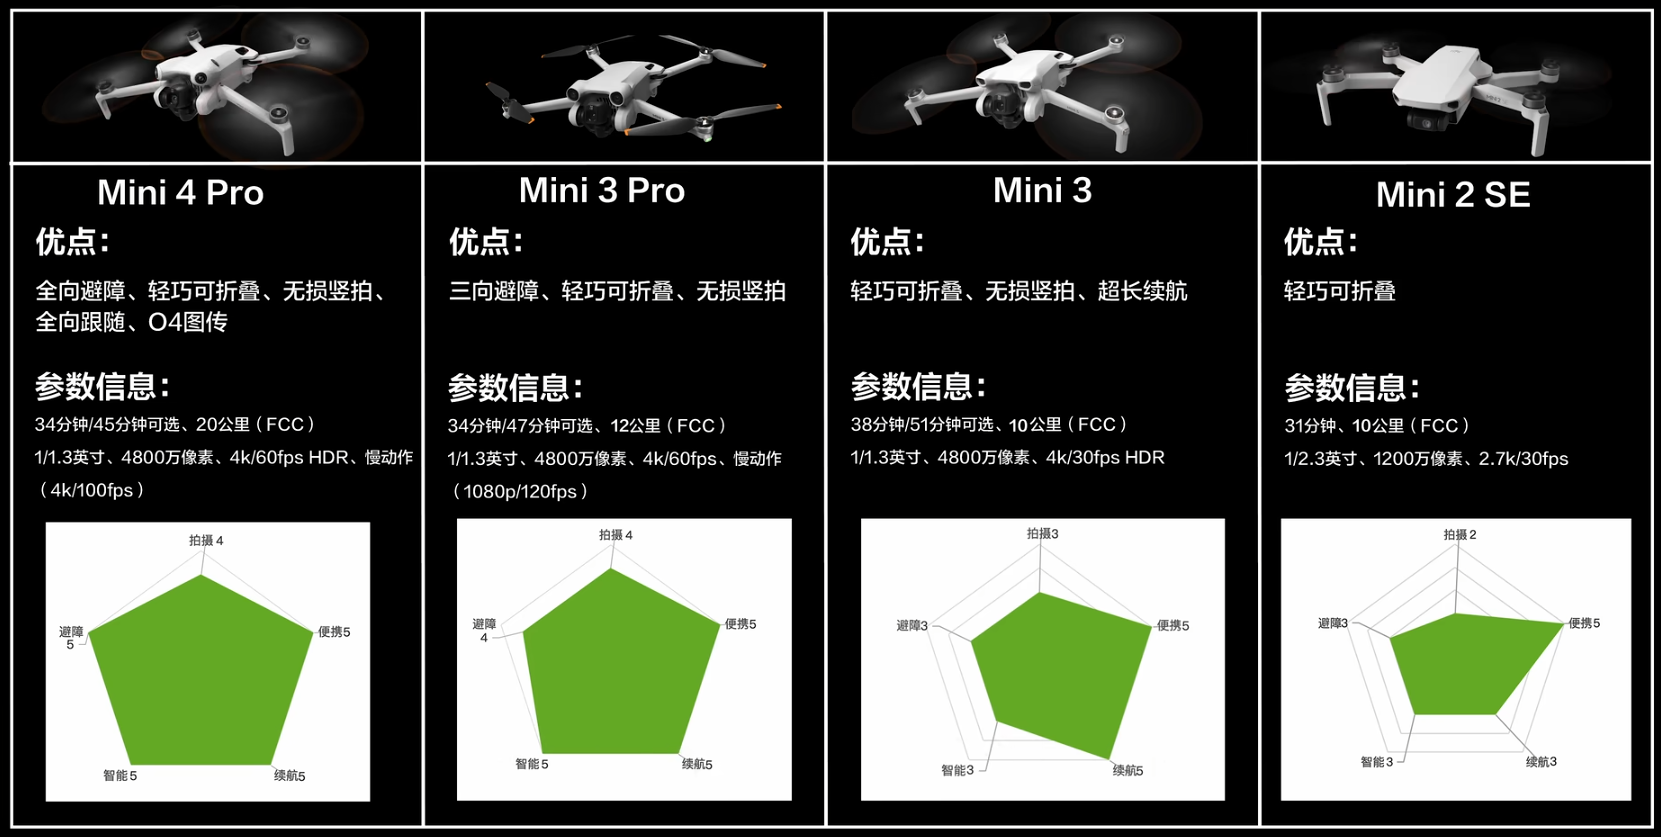 Mini 4 Pro
优点：
全向避障、轻巧可折叠、无损竖拍、
全向跟随、O4图传
参数信息：
34分钟/45分钟可选、20公里（FCC）
1/1.3英寸、4800万像素、4k/60fps HDR、慢动作
（4k/100fps）
拍摄 4
便携5
续航5
智能 5
避障
5
Mini 3 Pro
优点：
三向避障、轻巧可折叠、无损竖拍
参数信息：
34分钟/47分钟可选、12公里（FCC）
1/1.3英寸、4800万像素、4k/60fps、慢动作
（1080p/120fps）
拍摄 4
便携5
续航5
智能 5
避障
4
Mini 3
优点：
轻巧可折叠、无损竖拍、超长续航
参数信息：
38分钟/51分钟可选、10公里（FCC）
1/1.3英寸、4800万像素、4k/30fps HDR
拍摄3
便携5
续航5
智能3
避障3
Mini 2 SE
优点：
轻巧可折叠
参数信息：
31分钟、10公里（FCC）
1/2.3英寸、1200万像素、2.7k/30fps
拍摄 2
便携5
续航3
智能 3
避障3